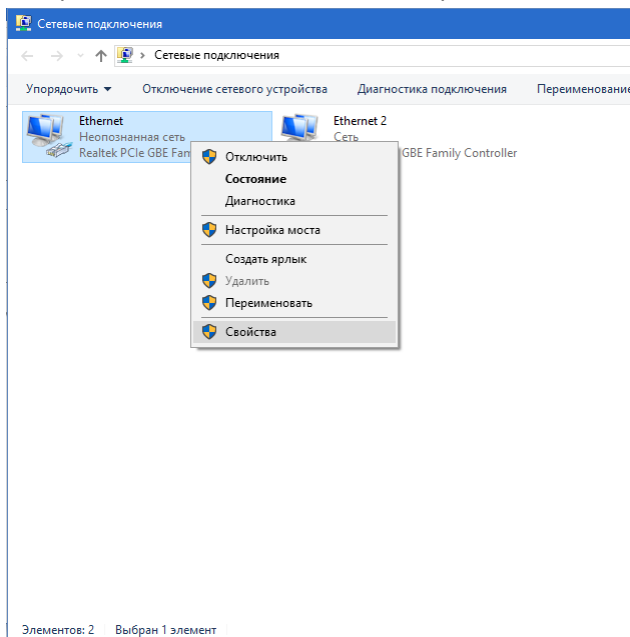 Сетевые подключения
Сетевые подключения
Упорядочить Отключение сетевого устройства Диагностика подключения Переименование
Ethernet
Неопознанная сеть
Realtek PCIe GBE Fam
Ethernet 2
Сеть
GBE Family Controller
Отключить
Состояние
Диагностика
Настройка моста
Создать ярлык
Удалить
Переименовать
Свойства
Элементов: 2 Выбран 1 элемент